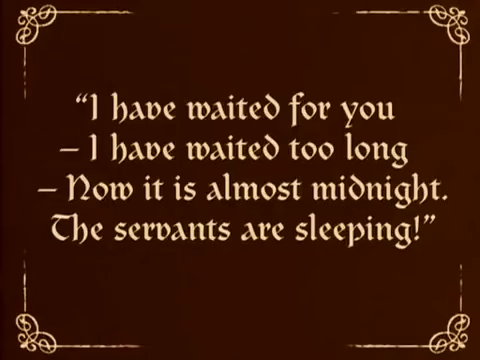 “I have waited for you
– I have waited too long
– Now it is almost midnight.
The servants are sleeping!”